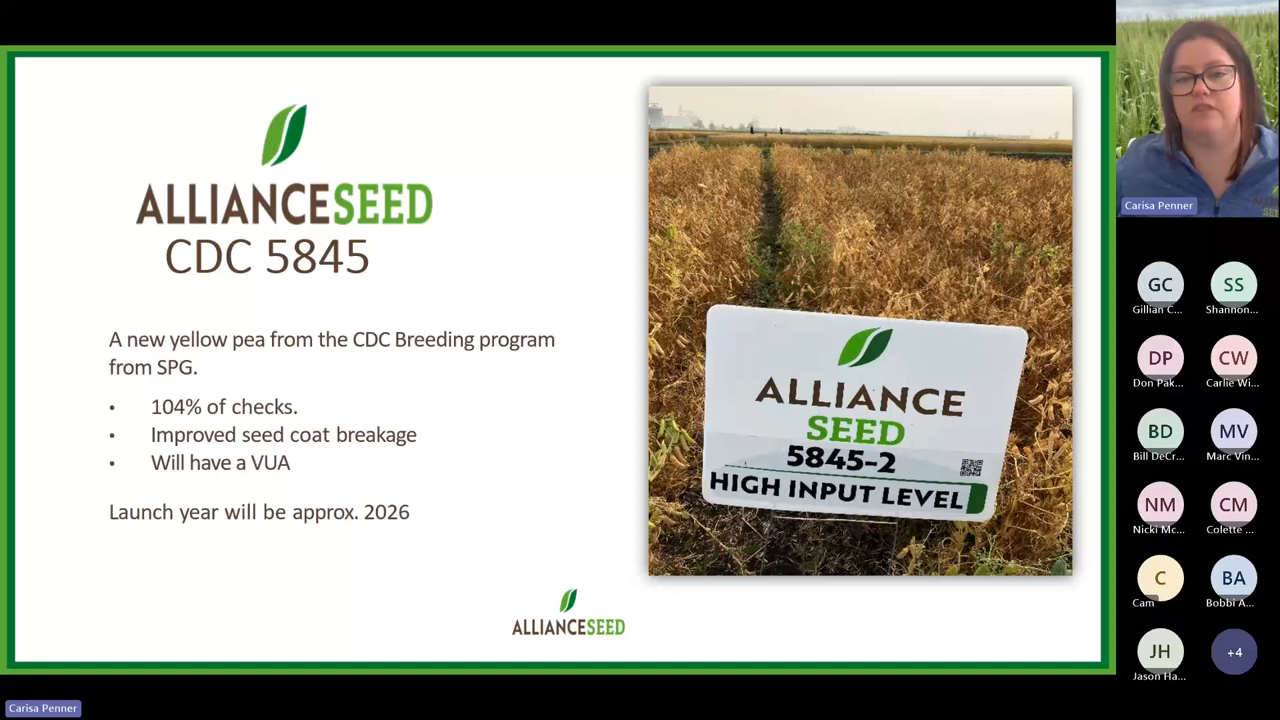 ALLIANCESEED
CDC 5845
A new yellow pea from the CDC Breeding program
from SPG.
• 104% of checks.
• Improved seed coat breakage
• Will have a VUA
Launch year will be approx. 2026
ALLIANCE
SEED
5845-2
HIGH INPUT LEVEL
ALLIANCESEED
Carisa Penner
GC
Gillian C...
SS
Shannon...
DP
Don Pak...
CW
Carlie Wi...
BD
Bill DeCr...
MV
Marc Vin...
NM
Nicki Mc...
CM
Colette ...
C
Cam
BA
Bobbi A...
JH
Jason Ha...
+4
Carisa Penner